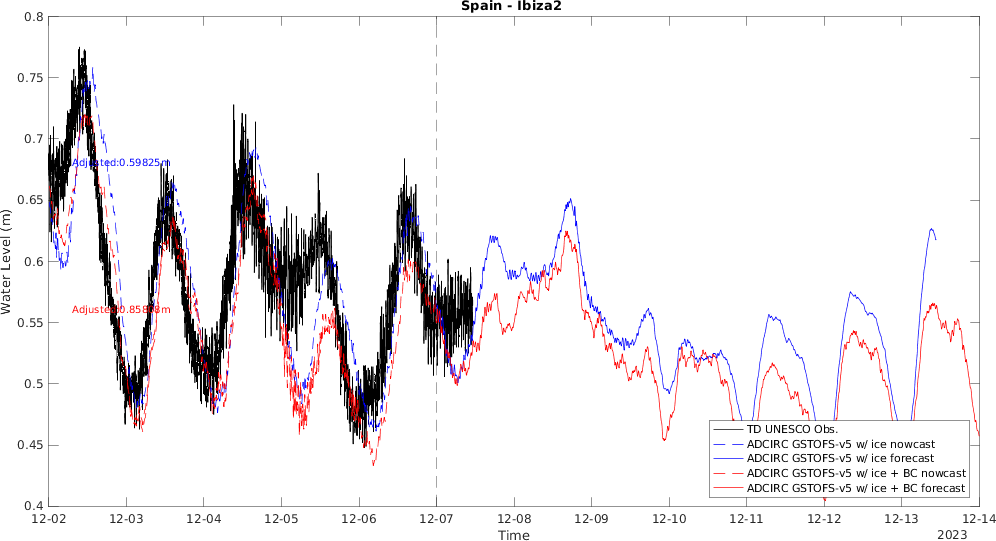 Spain - Ibiza2
Water Level (m)
0.8
0.75
0.7
0.65
0.6
0.55
0.5
0.45
0.4
Adjusted:0.59825m
TD UNESCO Obs.
ADCIRC GSTOFS-v5 w/ ice nowcast
ADCIRC GSTOFS-v5 w/ ice forecast
ADCIRC GSTOFS-v5 w/ ice + BC nowcast
ADCIRC GSTOFS-v5 w/ ice + BC forecast
12-02 12-03 12-04 12-05 12-06 12-07 12-08 12-09 12-10 12-11 12-12 12-13 12-14
Time
2023